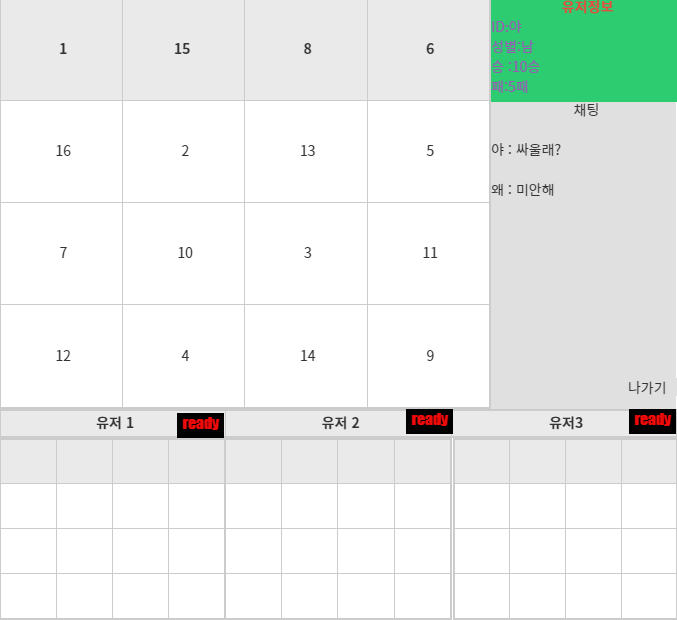 1 15 8 6
16 2 13 5
7 10 3 11
12 4 14 9
유저정보
ID:야
성별:남
승 :10승
패:5패
채팅
야 : 싸울래?
왜 : 미안해
나가기
유저 1 ready
유저 2 ready
유저3 ready